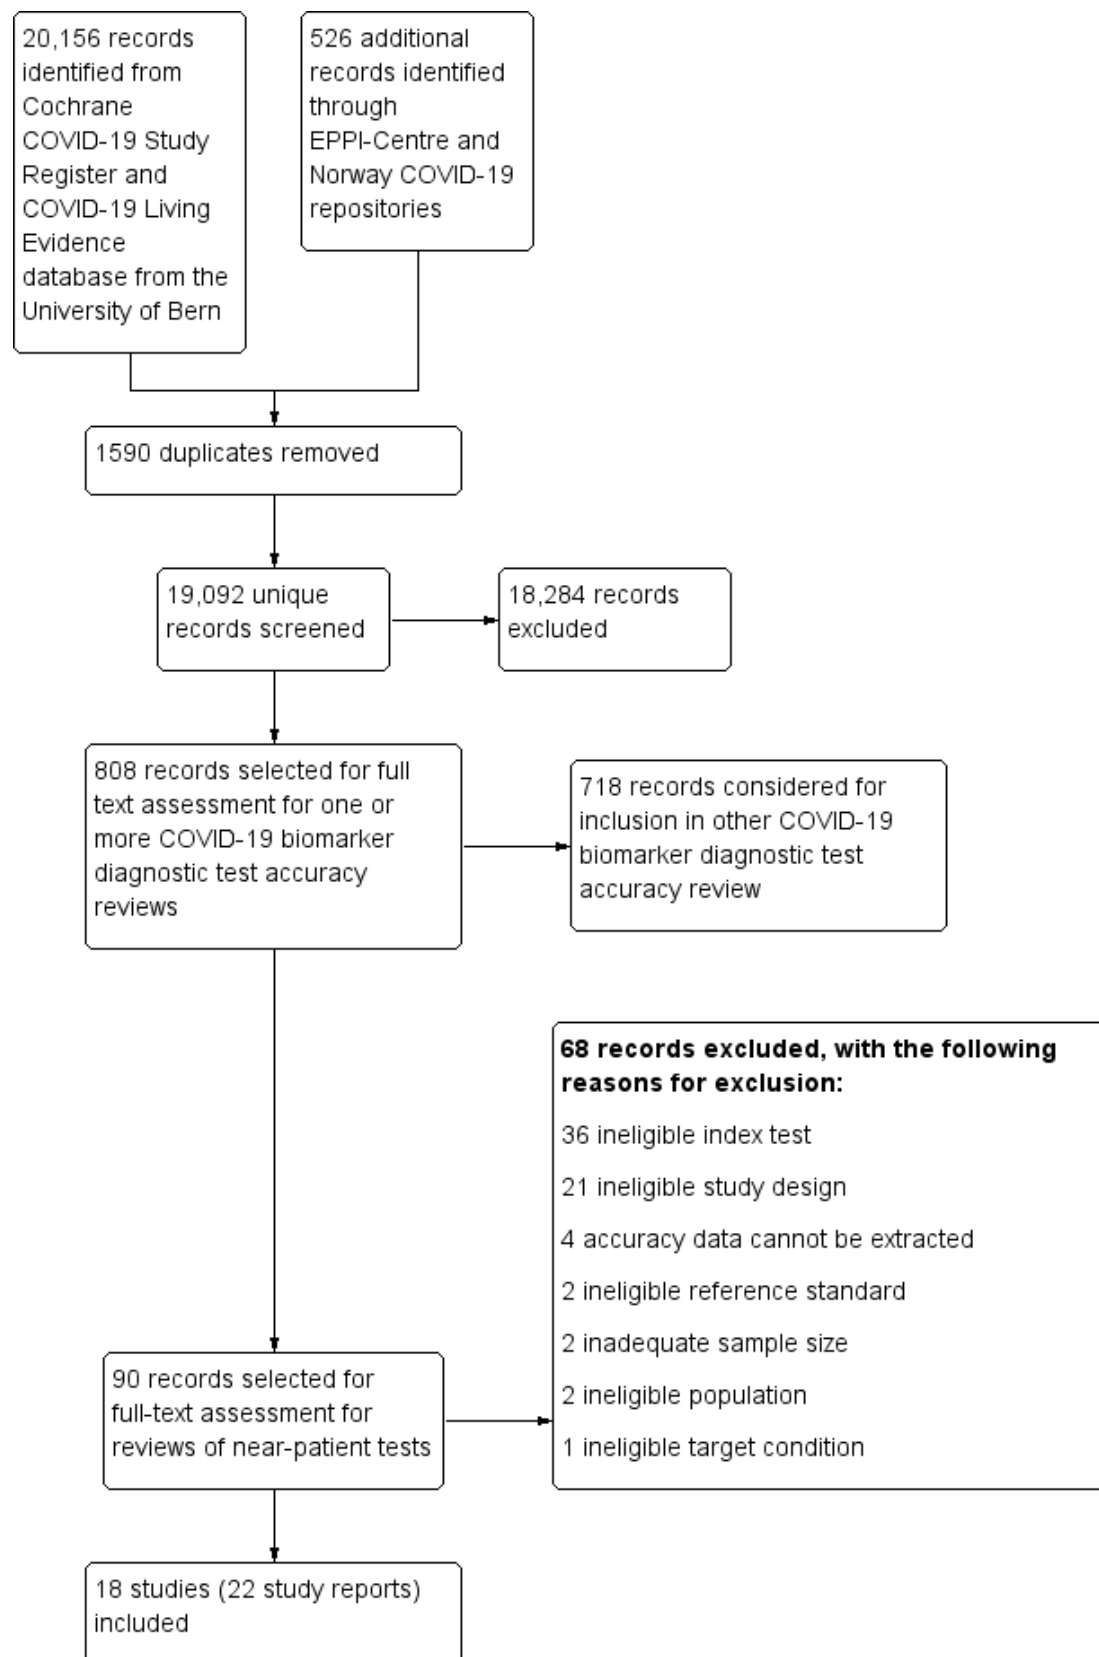 20,156 records
identified from
Cochrane
COVID-19 Study
Register and
COVID-19 Living
Evidence
database from the
University of Bern
526 additional
records identified
through
EPPI-Centre and
Norway COVID-19
repositories
1590 duplicates removed
19,092 unique
records screened
18,284 records
excluded
808 records selected for full
text assessment for one or
more COVID-19 biomarker
diagnostic test accuracy
reviews
718 records considered for
inclusion in other COVID-19
biomarker diagnostic test
accuracy review
68 records excluded, with the following
reasons for exclusion:
36 ineligible index test
21 ineligible study design
4 accuracy data cannot be extracted
2 ineligible reference standard
2 inadequate sample size
2 ineligible population
1 ineligible target condition
90 records selected for
full-text assessment for
reviews of near-patient tests
18 studies (22 study reports)
included